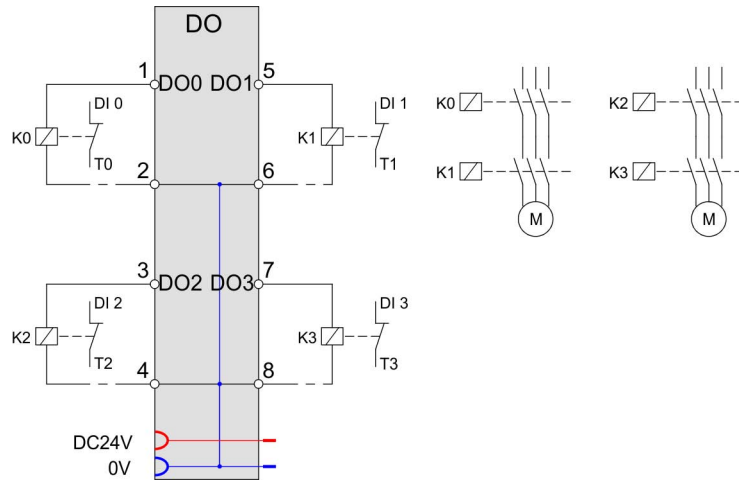 DO
1 DO0 DO1 5
DI 0
K0
T0
DI 1
K1
T1
2 6
3 DO2 DO3 7
DI 2
K2
T2
DI 3
K3
T3
4 8
DC24V
0V
K0
K1
M
K2
K3
M